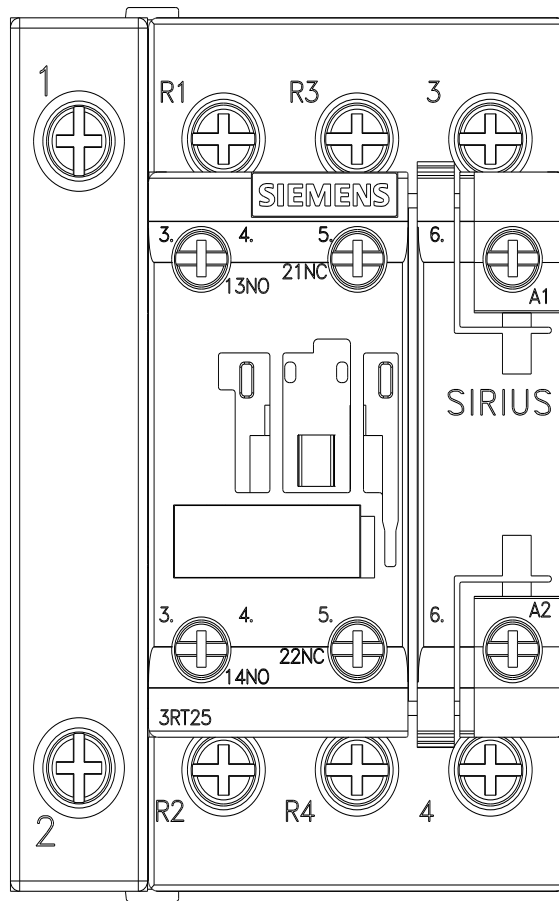 1
R1 R3 3
SIEMENS
3. 4. 5. 6.
13NO 21NC
A1
SIRIUS
A2
3. 4. 5. 6.
14NO 22NC
3RT25
R2 R4 4
2